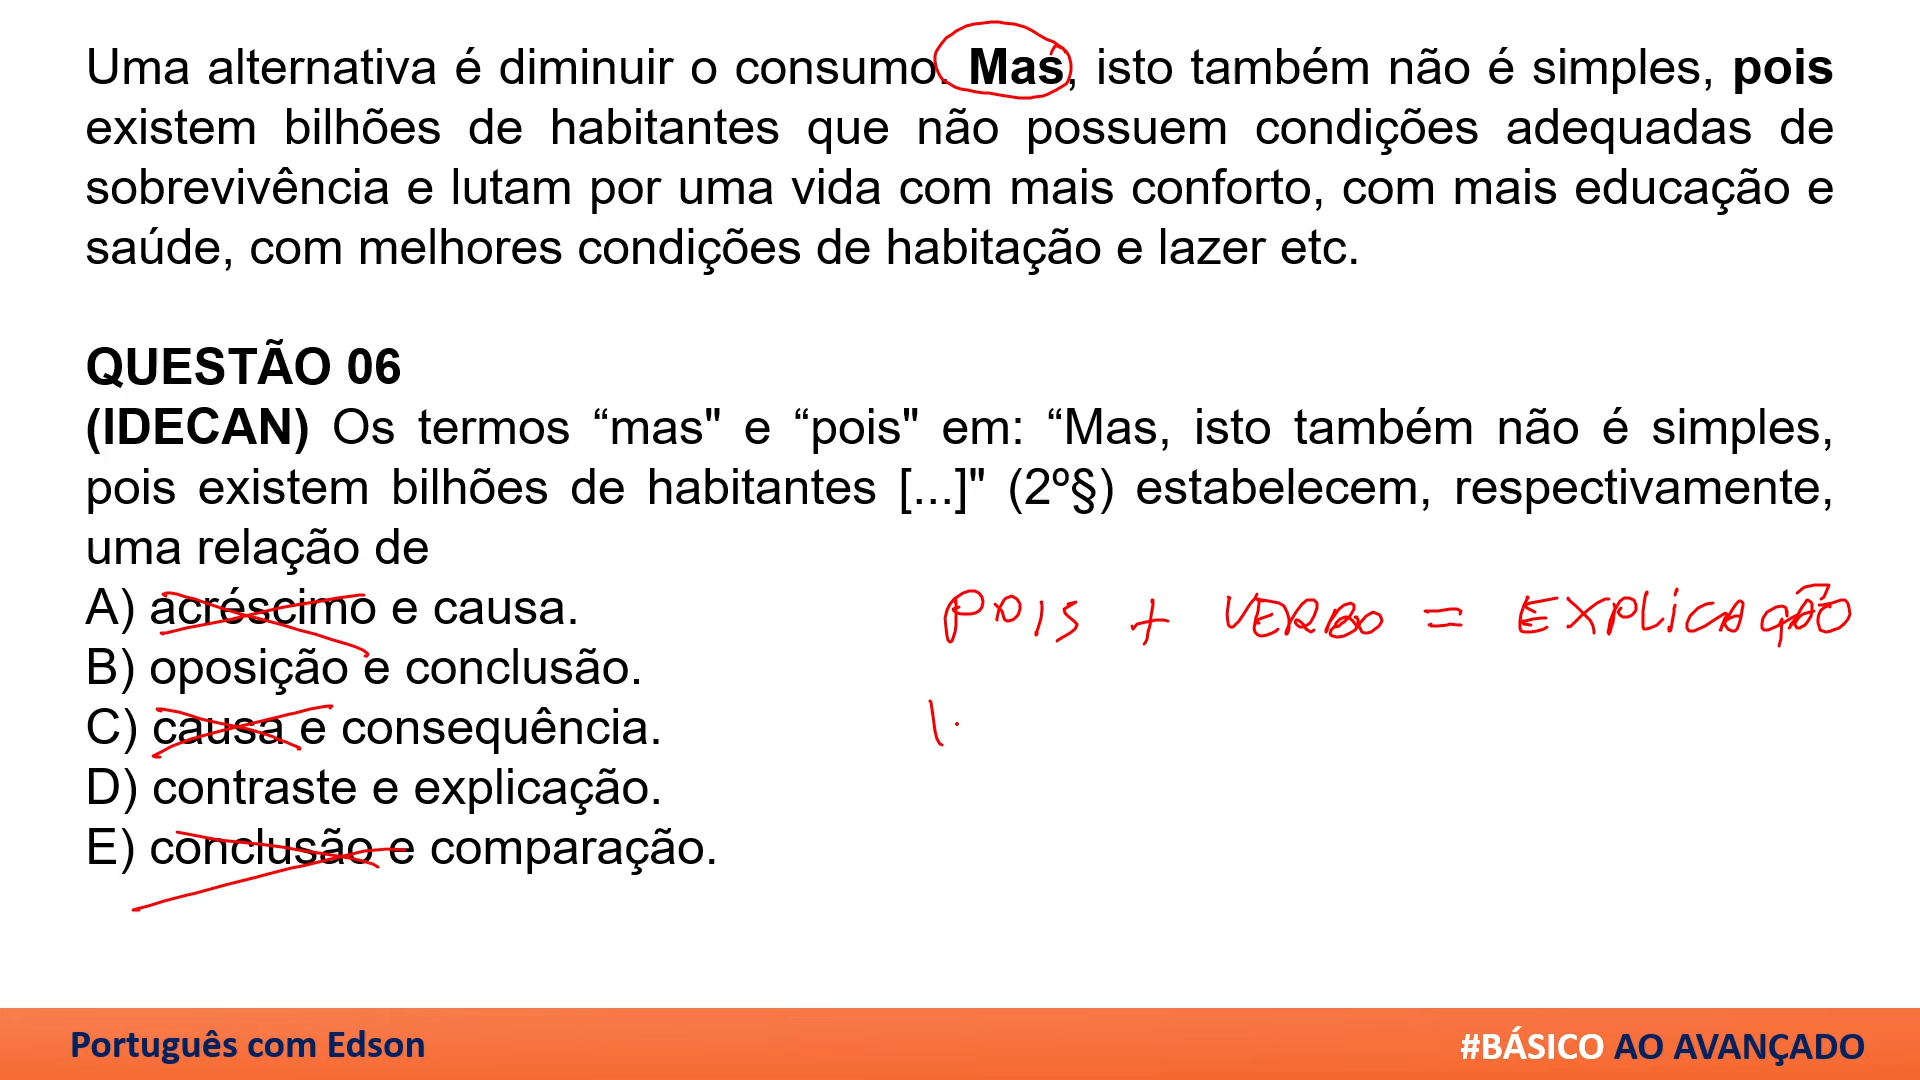 Uma alternativa é diminuir o consumo. Mas, isto também não é simples, pois
existem bilhões de habitantes que não possuem condições adequadas de
sobrevivência e lutam por uma vida com mais conforto, com mais educação e
saúde, com melhores condições de habitação e lazer etc.
QUESTÃO 06
(IDECAN) Os termos “mas" e “pois" em: “Mas, isto também não é simples,
pois existem bilhões de habitantes [...]" (2º§) estabelecem, respectivamente,
uma relação de
A) acréscimo e causa.
POIS + VERBO = EXPLICAÇÃO
B) oposição e conclusão.
C) causa e consequência.
D) contraste e explicação.
E) conclusão e comparação.
Português com Edson
#BÁSICO AO AVANÇADO